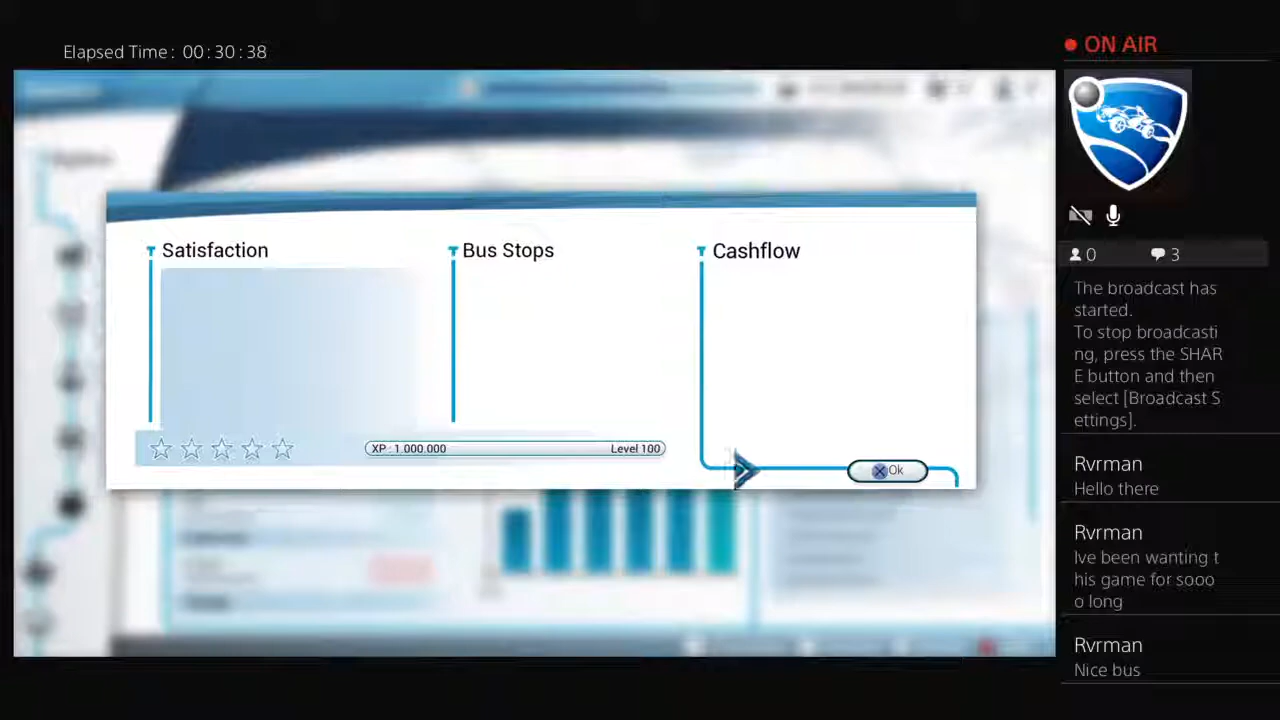 Elapsed Time: 00:30:38
ON AIR
Satisfaction
Bus Stops
Cashflow
XP : 1.000.000
Level 100
Ok
0
3
The broadcast has
started.
To stop broadcasti
ng, press the SHAR
E button and then
select [Broadcast S
ettings].
Rvrman
Hello there
Rvrman
Ive been wanting t
his game for sooo
o long
Rvrman
Nice bus